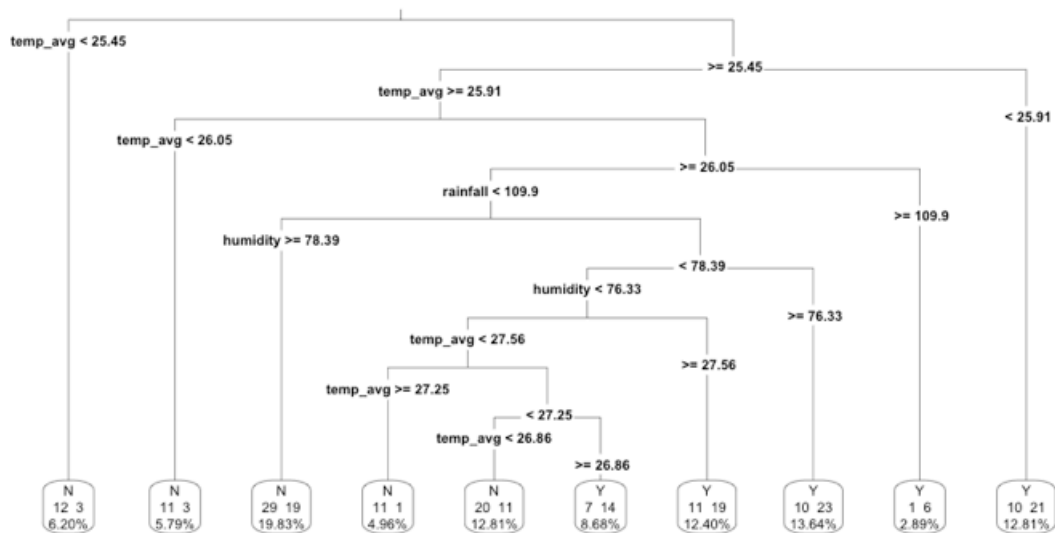 temp_avg < 25.45
>= 25.45
temp_avg >= 25.91
< 25.91
temp_avg < 26.05
>= 26.05
rainfall < 109.9
>= 109.9
humidity >= 78.39
< 78.39
humidity < 76.33
>= 76.33
temp_avg < 27.56
>= 27.56
temp_avg >= 27.25
< 27.25
temp_avg < 26.86
>= 26.86
N N N N N Y Y Y Y Y
12 3 11 3 29 19 11 1 20 11 7 14 11 19 10 23 1 6 10 21
6.20% 5.79% 19.83% 4.96% 12.81% 8.68% 12.40% 13.64% 2.89% 12.81%